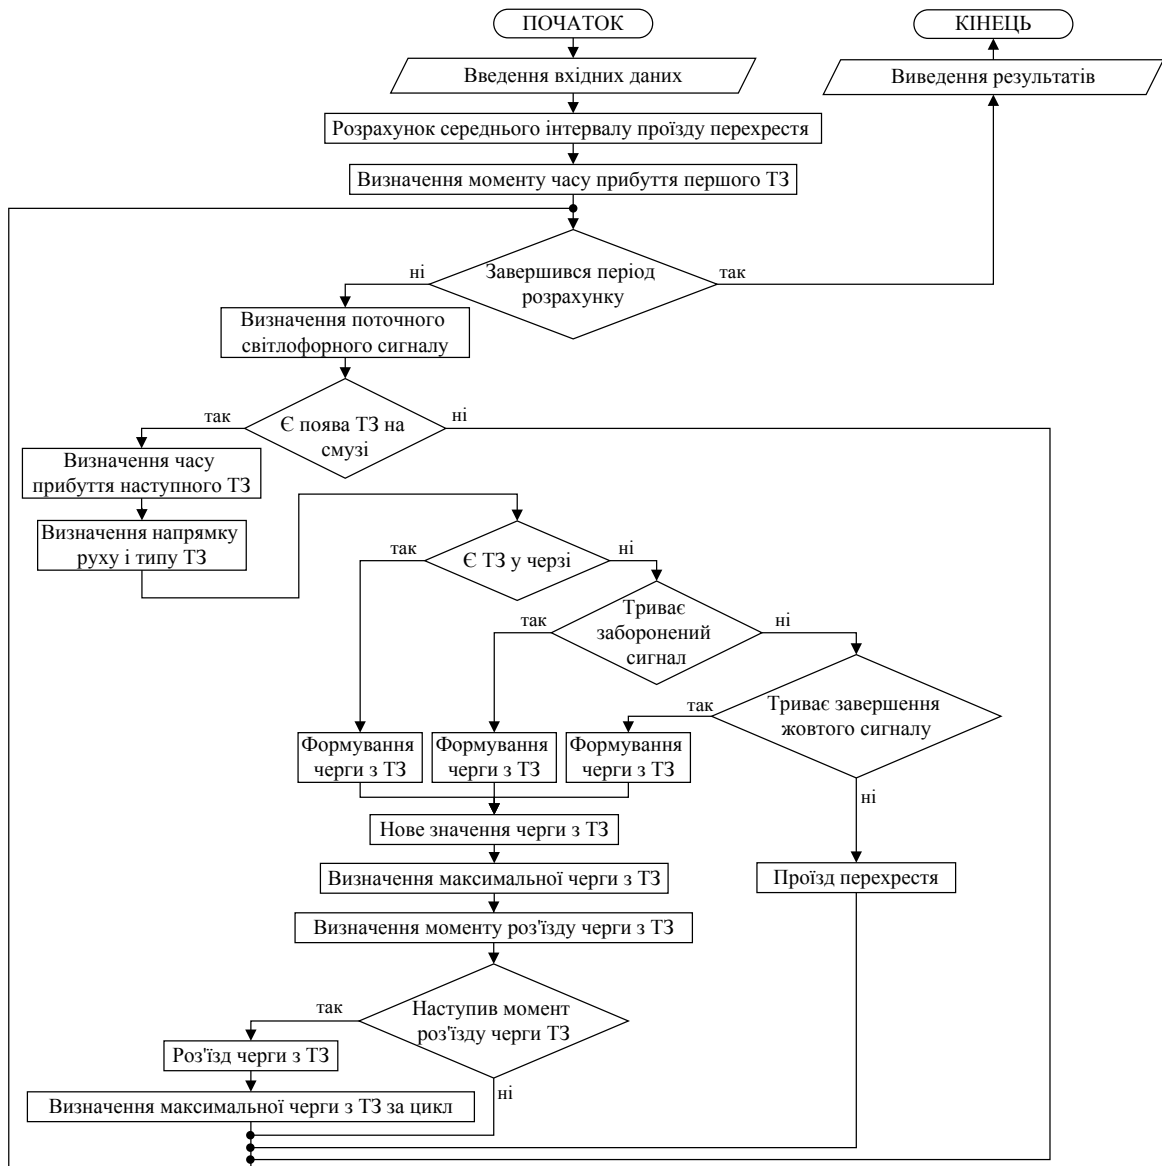 ПОЧАТОК
КІНЕЦЬ
Введення вхідних даних
Виведення результатів
Розрахунок середнього інтервалу проїзду перехрестя
Визначення моменту часу прибуття першого ТЗ
Завершився період
розрахунку
ні
так
Визначення поточного
світлофорного сигналу
Є поява ТЗ на
смузі
так
ні
Визначення часу
прибуття наступного ТЗ
Визначення напрямку
руху і типу ТЗ
Є ТЗ у черзі
так
ні
Триває
заборонений
сигнал
так
ні
Триває завершення
жовтого сигналу
так
ні
Формування
черги з ТЗ
Формування
черги з ТЗ
Формування
черги з ТЗ
Нове значення черги з ТЗ
Визначення максимальної черги з ТЗ
Проїзд перехрестя
Визначення моменту роз'їзду черги з ТЗ
Наступив момент
роз'їзду черги ТЗ
так
ні
Роз'їзд черги з ТЗ
Визначення максимальної черги з ТЗ за цикл